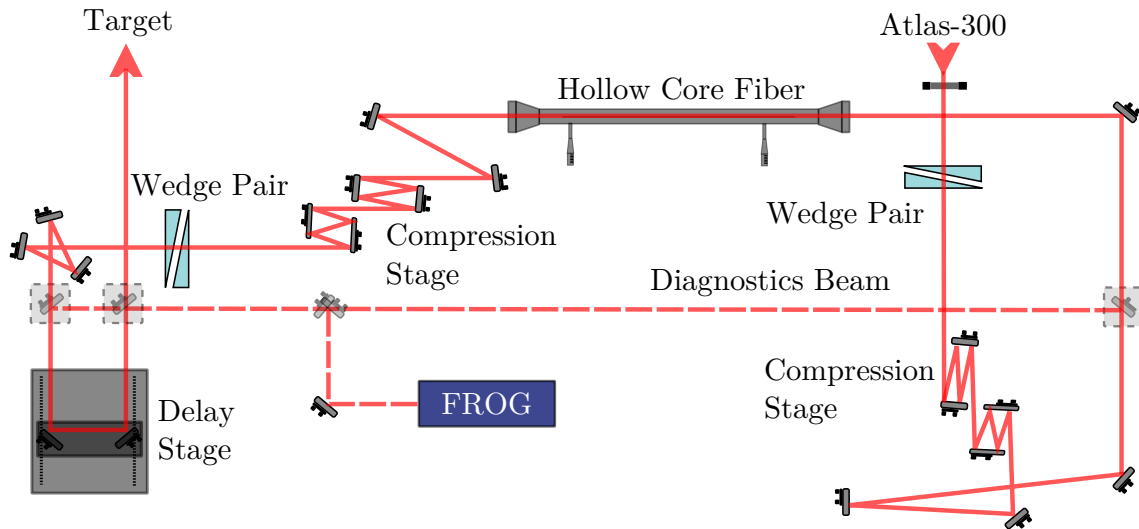 Target
Atlas-300
Hollow Core Fiber
Wedge Pair
Wedge Pair
Compression
Stage
Diagnostics Beam
Compression
Stage
Delay
Stage
FROG